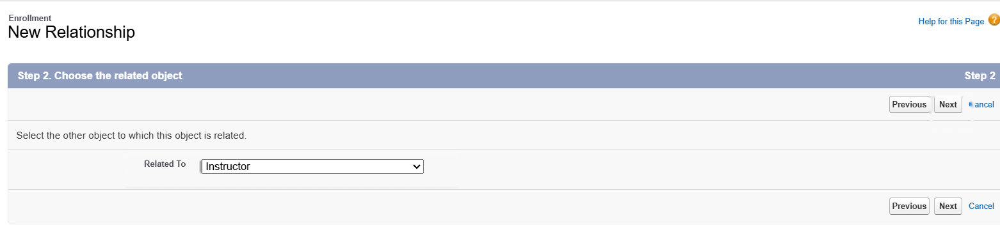 Enrollment
New Relationship
Help for this Page ?
Step 2. Choose the related object
Step 2
Previous Next ancel
Select the other object to which this object is related.
Related To Instructor
Previous Next Cancel